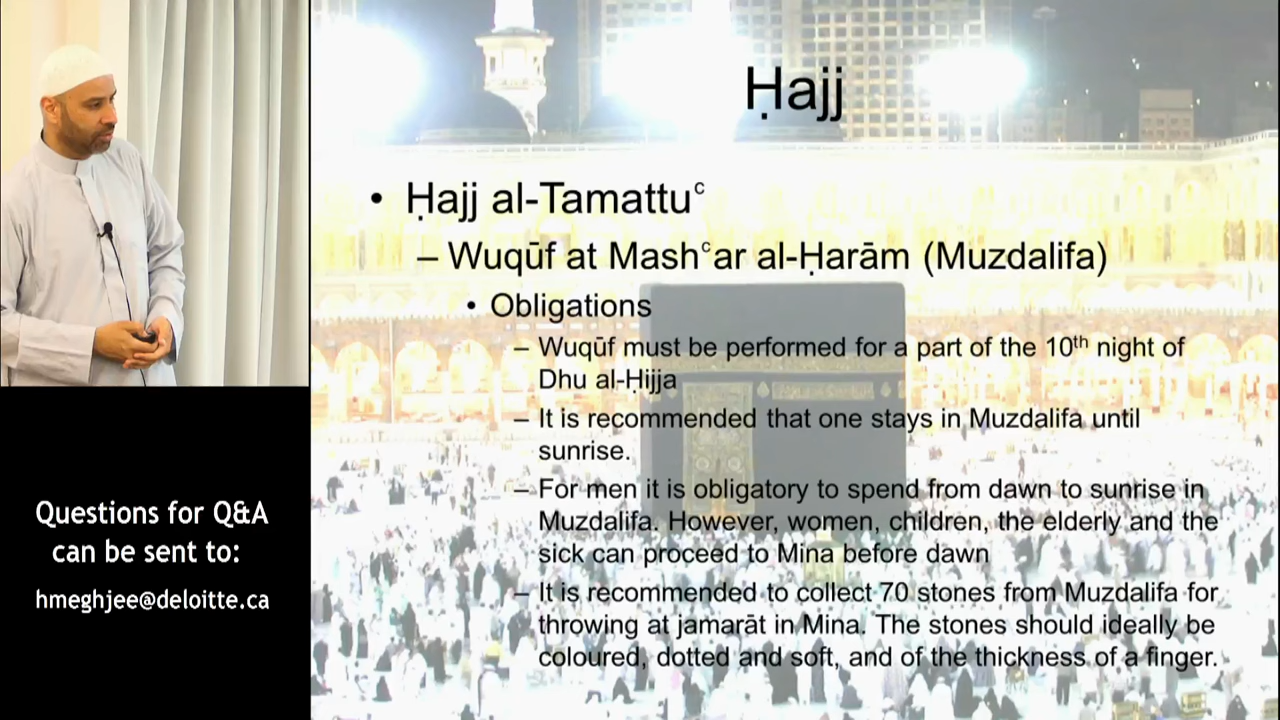 Ḥajj
• Ḥajj al-Tamattuᶜ
– Wuqūf at Mashᶜar al-Ḥarām (Muzdalifa)
• Obligations
– Wuqūf must be performed for a part of the 10th night of
Dhu al-Ḥijja
– It is recommended that one stays in Muzdalifa until
sunrise.
– For men it is obligatory to spend from dawn to sunrise in
Muzdalifa. However, women, children, the elderly and the
sick can proceed to Mina before dawn
– It is recommended to collect 70 stones from Muzdalifa for
throwing at jamarāt in Mina. The stones should ideally be
coloured, dotted and soft, and of the thickness of a finger.
Questions for Q&A
can be sent to:
hmeghjee@deloitte.ca